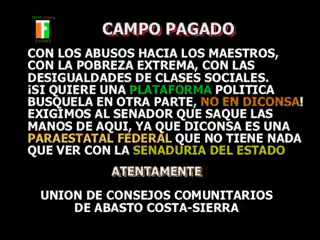 CAMPO PAGADO
CON LOS ABUSOS HACIA LOS MAESTROS,
CON LA POBREZA EXTREMA, CON LAS
DESIGUALDADES DE CLASES SOCIALES.
¡SI QUIERE UNA PLATAFORMA POLITICA
BUSQUELA EN OTRA PARTE, NO EN DICONSA!
EXIGIMOS AL SENADOR QUE SAQUE LAS
MANOS DE AQUI, YA QUE DICONSA ES UNA
PARAESTATAL FEDERAL QUE NO TIENE NADA
QUE VER CON LA SENADURIA DEL ESTADO
ATENTAMENTE
UNION DE CONSEJOS COMUNITARIOS
DE ABASTO COSTA-SIERRA